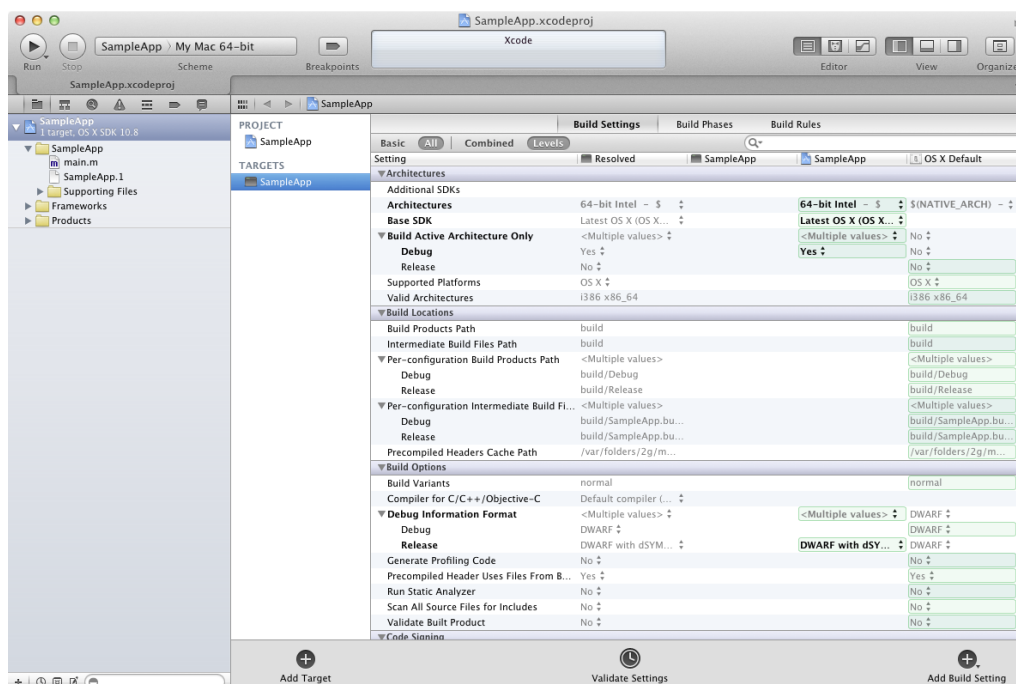 SampleApp.xcodeproj
SampleApp 〉 My Mac 64-bit
Xcode
Run Stop Scheme Breakpoints Editor View Organize
SampleApp.xcodeproj
SampleApp
SampleApp
1 target, OS X SDK 10.8
SampleApp
main.m
SampleApp.1
Supporting Files
Frameworks
Products
PROJECT
SampleApp
TARGETS
SampleApp
Build Settings Build Phases Build Rules
Basic All Combined Levels
Setting Resolved SampleApp SampleApp OS X Default
Architectures
Additional SDKs
Architectures 64-bit Intel – $ 64-bit Intel – $ $(NATIVE_ARCH) –
Base SDK Latest OS X (OS X... Latest OS X (OS X...
Build Active Architecture Only <Multiple values> <Multiple values> No
Debug Yes Yes No
Release No No
Supported Platforms OS X OS X
Valid Architectures i386 x86_64 i386 x86_64
Build Locations
Build Products Path build build
Intermediate Build Files Path build build
Per-configuration Build Products Path <Multiple values> <Multiple values>
Debug build/Debug build/Debug
Release build/Release build/Release
Per-configuration Intermediate Build Fi... <Multiple values> <Multiple values>
Debug build/SampleApp.bu... build/SampleApp.bu...
Release build/SampleApp.bu... build/SampleApp.bu...
Precompiled Headers Cache Path /var/folders/2g/m... /var/folders/2g/m...
Build Options
Build Variants normal normal
Compiler for C/C++/Objective-C Default compiler (...
Debug Information Format <Multiple values> <Multiple values> DWARF
Debug DWARF DWARF
Release DWARF with dSYM... DWARF with dSY... DWARF
Generate Profiling Code No No
Precompiled Header Uses Files From B... Yes Yes
Run Static Analyzer No No
Scan All Source Files for Includes No No
Validate Built Product No No
Code Signing
Add Target Validate Settings Add Build Setting